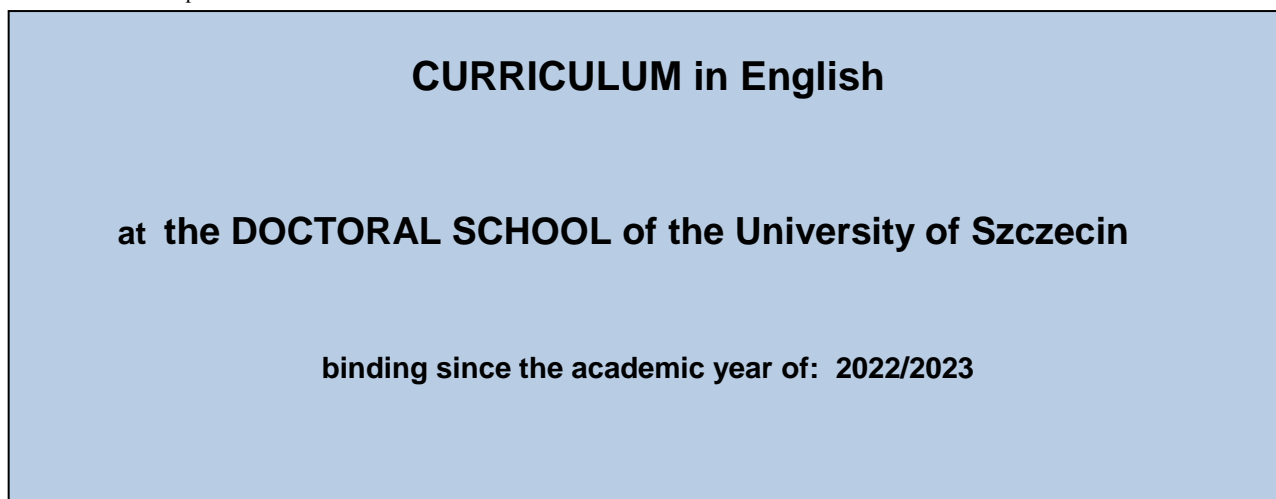 CURRICULUM in English
at the DOCTORAL SCHOOL of the University of Szczecin
binding since the academic year of: 2022/2023